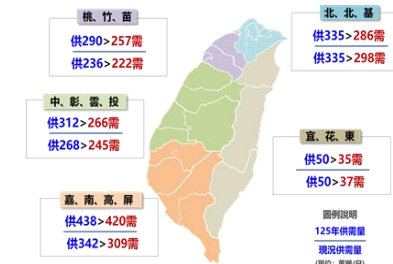 桃、竹、苗
供290>257需
供236>222需
北、北、基
供335>286需
供335>298需
中、彰、雲、投
供312>266需
供268>245需
宜、花、東
供50>35需
供50>37需
嘉、南、高、屏
供438>420需
供342>309需
圖例說明
125年供需量
現況供需量